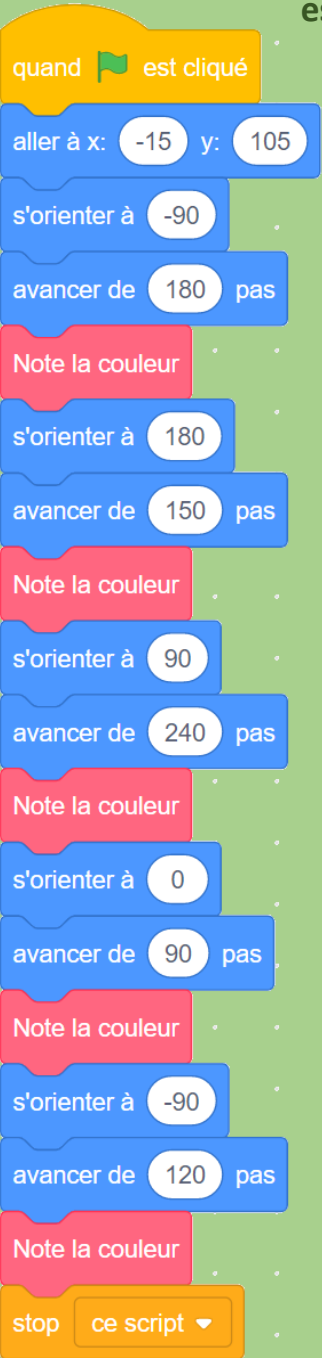 es
quand est cliqué
aller à x: -15 y: 105
s'orienter à -90
avancer de 180 pas
Note la couleur
s'orienter à 180
avancer de 150 pas
Note la couleur
s'orienter à 90
avancer de 240 pas
Note la couleur
s'orienter à 0
avancer de 90 pas
Note la couleur
s'orienter à -90
avancer de 120 pas
Note la couleur
stop ce script